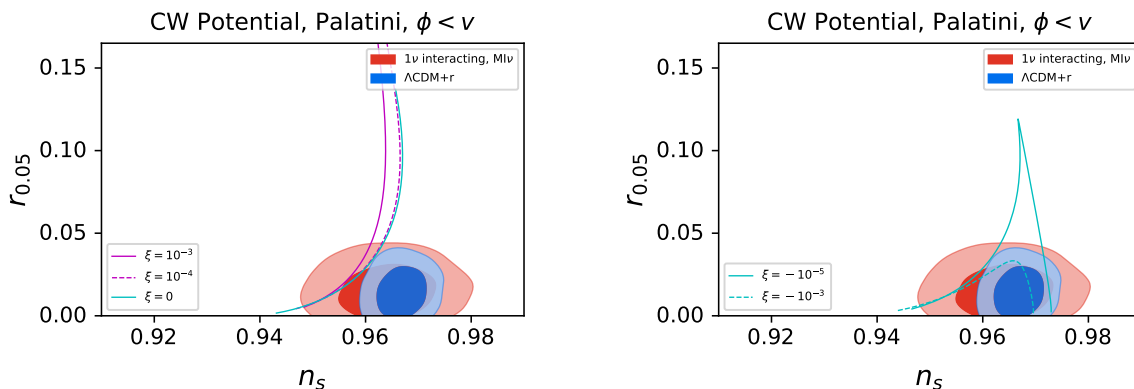 CW Potential, Palatini, ϕ < v
0.15
0.10
0.05
0.00
r0.05
1ν interacting, MIν
ΛCDM+r
ξ = 10⁻³
ξ = 10⁻⁴
ξ = 0
0.92 0.94 0.96 0.98
nₛ
CW Potential, Palatini, ϕ < v
0.15
0.10
0.05
0.00
r0.05
1ν interacting, MIν
ΛCDM+r
ξ = − 10⁻⁵
ξ = − 10⁻³
0.92 0.94 0.96 0.98
nₛ